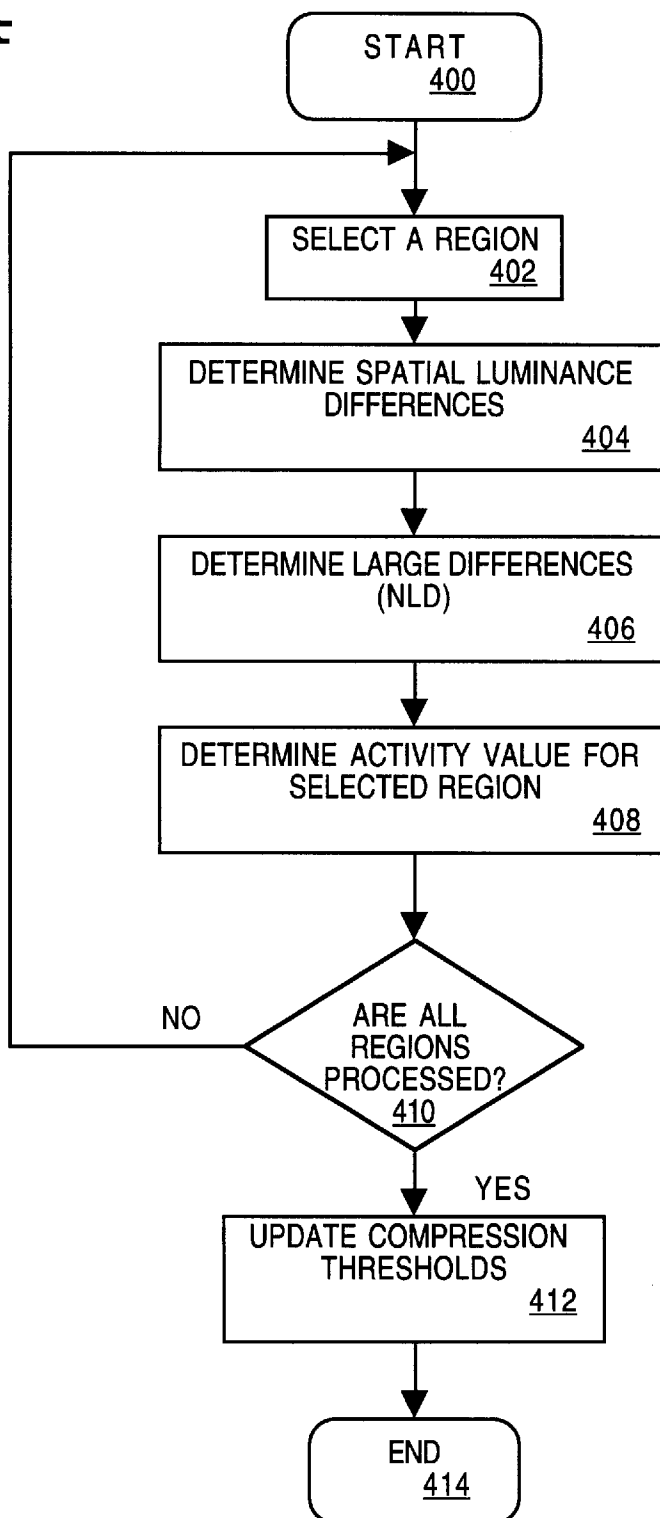 START
400
SELECT A REGION
402
DETERMINE SPATIAL LUMINANCE
DIFFERENCES
404
DETERMINE LARGE DIFFERENCES
(NLD)
406
DETERMINE ACTIVITY VALUE FOR
SELECTED REGION
408
NO
ARE ALL
REGIONS
PROCESSED?
410
YES
UPDATE COMPRESSION
THRESHOLDS
412
END
414